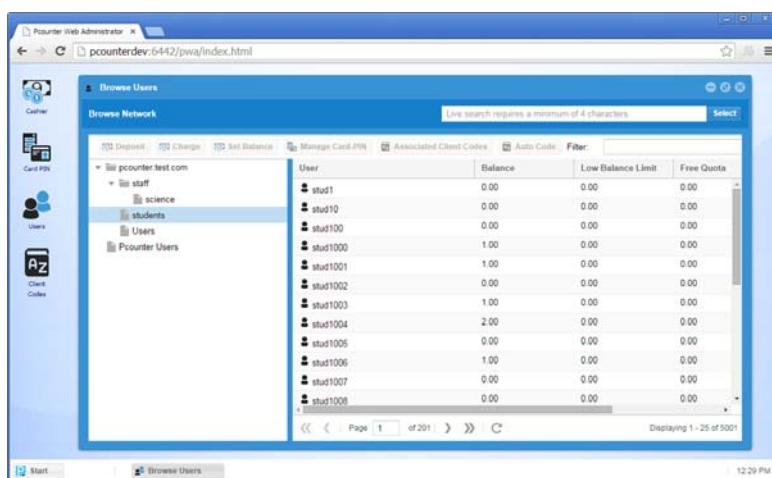 Pcounter Web Administrator
pcounterdev:6442/pwa/index.html
Cashier
Card PIN
Users
Client
Codes
Browse Users
Browse Network
Live search requires a minimum of 4 characters.
Select
Deposit Charge Set Balance Manage Card-PIN Associated Client Codes Auto Code Filter:
pcounter.test.com
staff
science
students
Users
Pcounter Users
User Balance Low Balance Limit Free Quota
stud1 0.00 0.00 0.00
stud10 0.00 0.00 0.00
stud100 0.00 0.00 0.00
stud1000 1.00 0.00 0.00
stud1001 1.00 0.00 0.00
stud1002 0.00 0.00 0.00
stud1003 1.00 0.00 0.00
stud1004 2.00 0.00 0.00
stud1005 0.00 0.00 0.00
stud1006 1.00 0.00 0.00
stud1007 0.00 0.00 0.00
stud1008 0.00 0.00 0.00
Page 1 of 201
Displaying 1 - 25 of 5001
Start Browse Users 12:29 PM